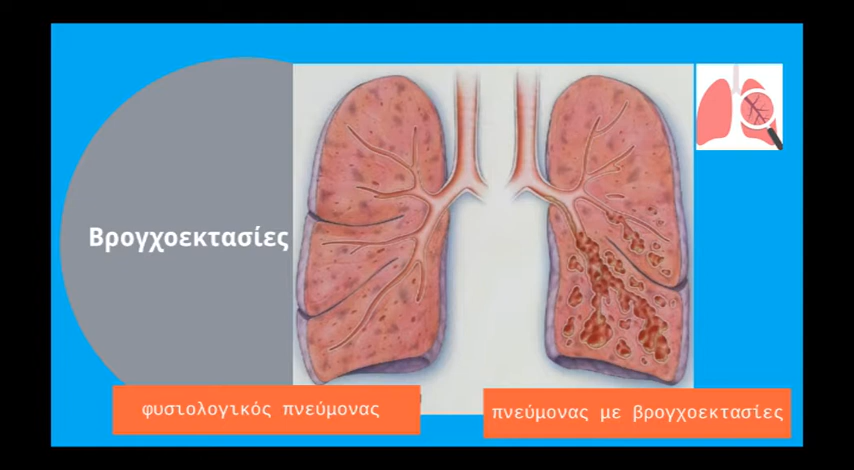 Βρογχοεκτασίες
φυσιολογικός πνεύμονας
πνεύμονας με βρογχοεκτασίες